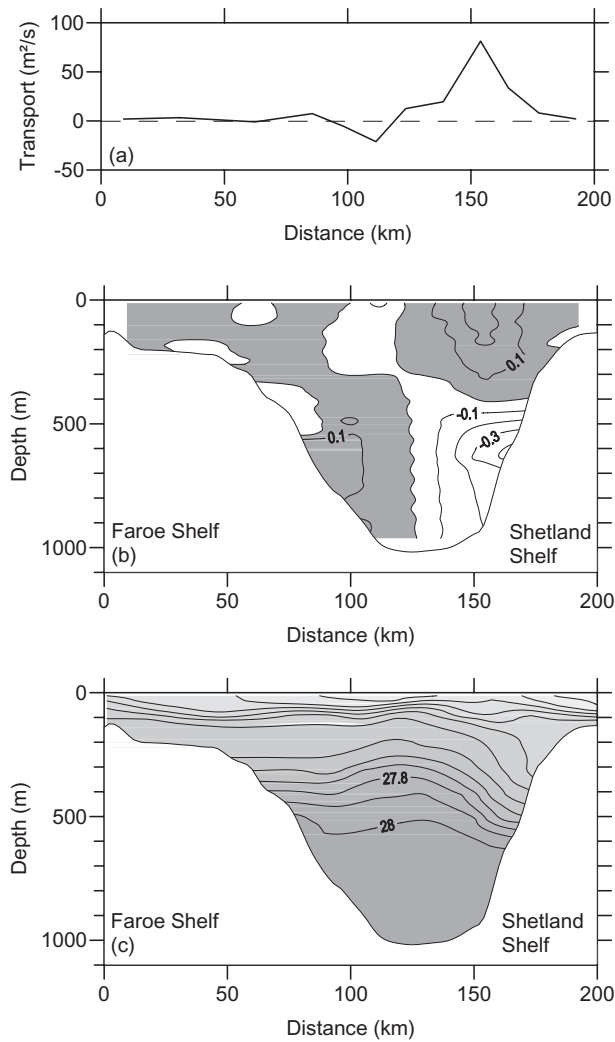 100
50
0
-50
Transport (m²/s)
(a)
0 50 100 150 200
Distance (km)
0
500
1000
Depth (m)
0.1
-0.1
-0.3
0.1
Faroe Shelf
(b)
Shetland
Shelf
0 50 100 150 200
Distance (km)
0
500
1000
Depth (m)
27.8
28
Faroe Shelf
(c)
Shetland
Shelf
0 50 100 150 200
Distance (km)